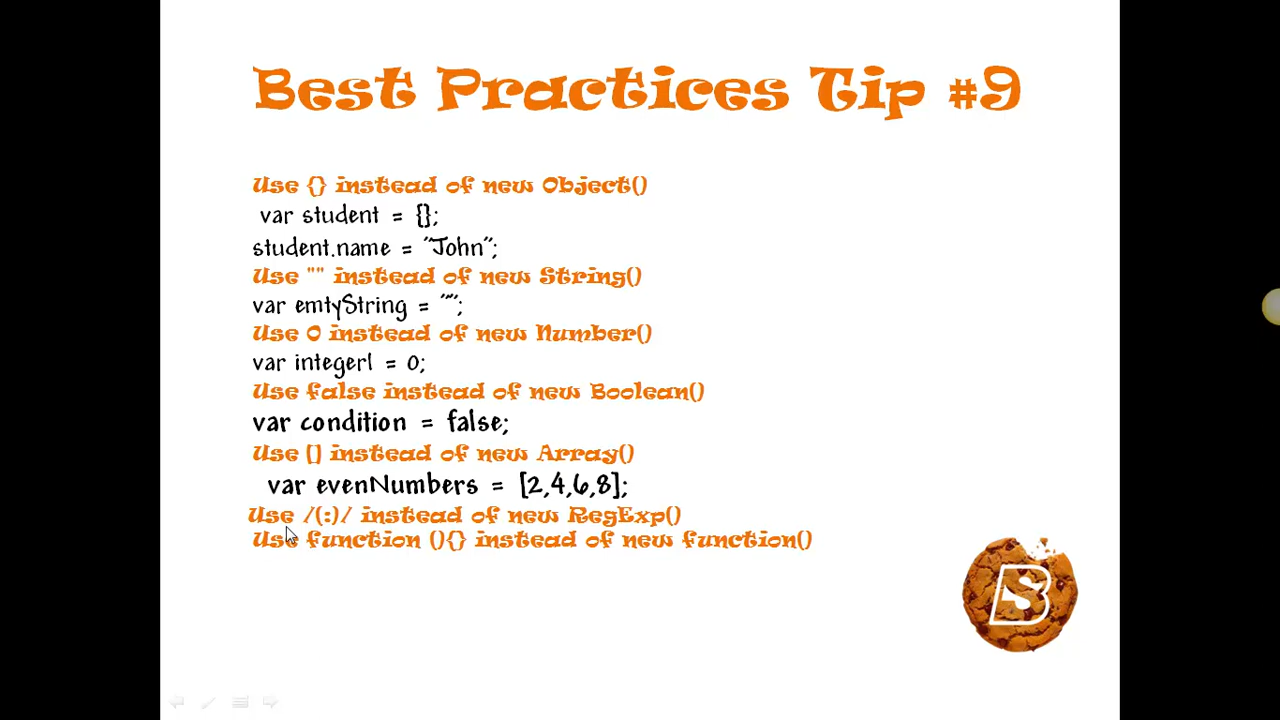 Best Practices Tip #9
Use {} instead of new Object()
var student = {};
student.name = "John";
Use "" instead of new String()
var emtyString = "";
Use 0 instead of new Number()
var integer1 = 0;
Use false instead of new Boolean()
var condition = false;
Use [] instead of new Array()
var evenNumbers = [2,4,6,8];
Use /(:)/ instead of new RegExp()
Use function (){} instead of new function()
BS